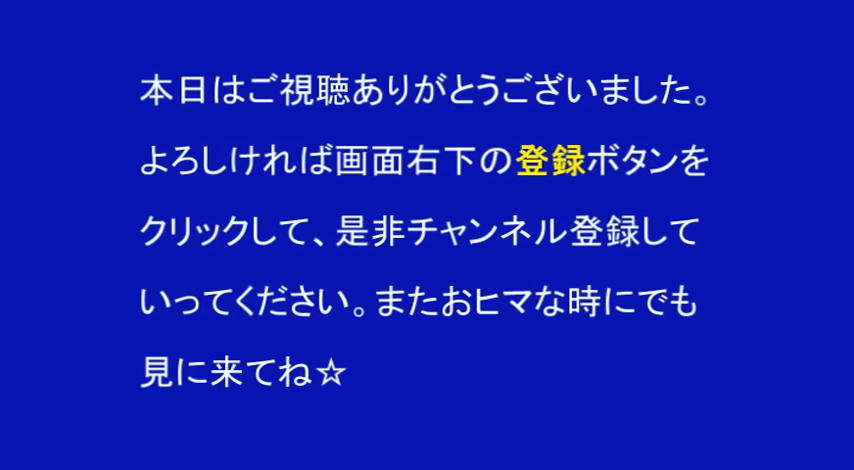 本日はご視聴ありがとうございました。
よろしければ画面右下の登録ボタンを
クリックして、是非チャンネル登録して
いってください。またおヒマな時にでも
見に来てね☆